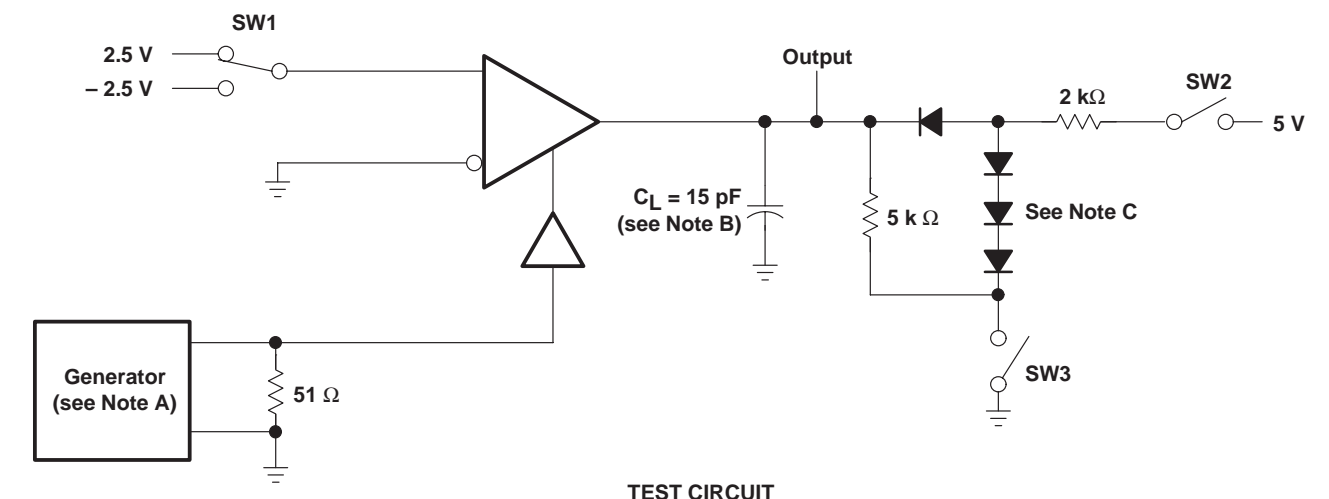 SW1
2.5 V
– 2.5 V
Output
2 kΩ
SW2
5 V
CL = 15 pF
(see Note B)
5 k Ω
See Note C
SW3
Generator
(see Note A)
51 Ω
TEST CIRCUIT